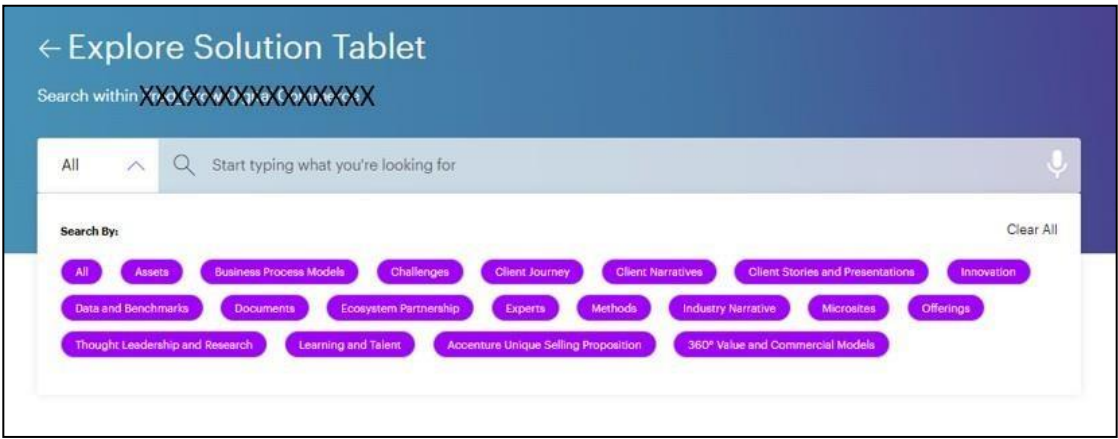 ← Explore Solution Tablet
Search within
All Start typing what you're looking for
Search By: Clear All
All Assets Business Process Models Challenges Client Journey Client Narratives Client Stories and Presentations Innovation
Data and Benchmarks Documents Ecosystem Partnership Experts Methods Industry Narrative Microsites Offerings
Thought Leadership and Research Learning and Talent Accenture Unique Selling Proposition 360° Value and Commercial Models